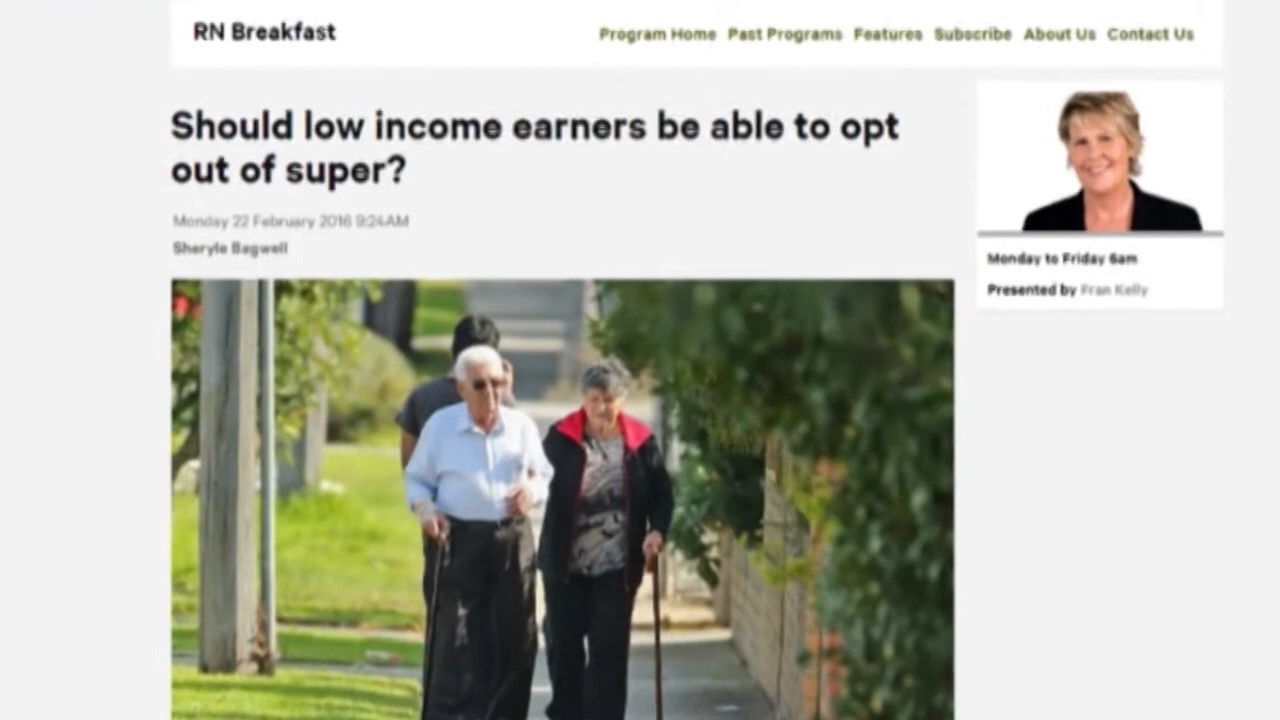 RN Breakfast
Program Home Past Programs Features Subscribe About Us Contact Us
Should low income earners be able to opt
out of super?
Monday 22 February 2016 9:24AM
Sheryle Bagwell
Monday to Friday 6am
Presented by Fran Kelly